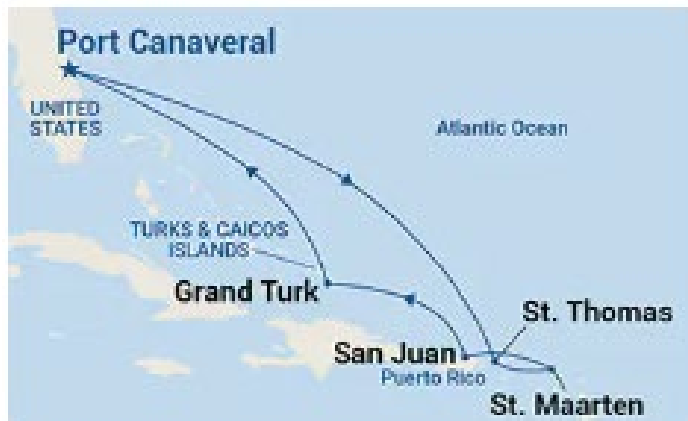 Port Canaveral
UNITED
STATES
Atlantic Ocean
TURKS & CAICOS
ISLANDS
Grand Turk
St. Thomas
San Juan
Puerto Rico
St. Maarten